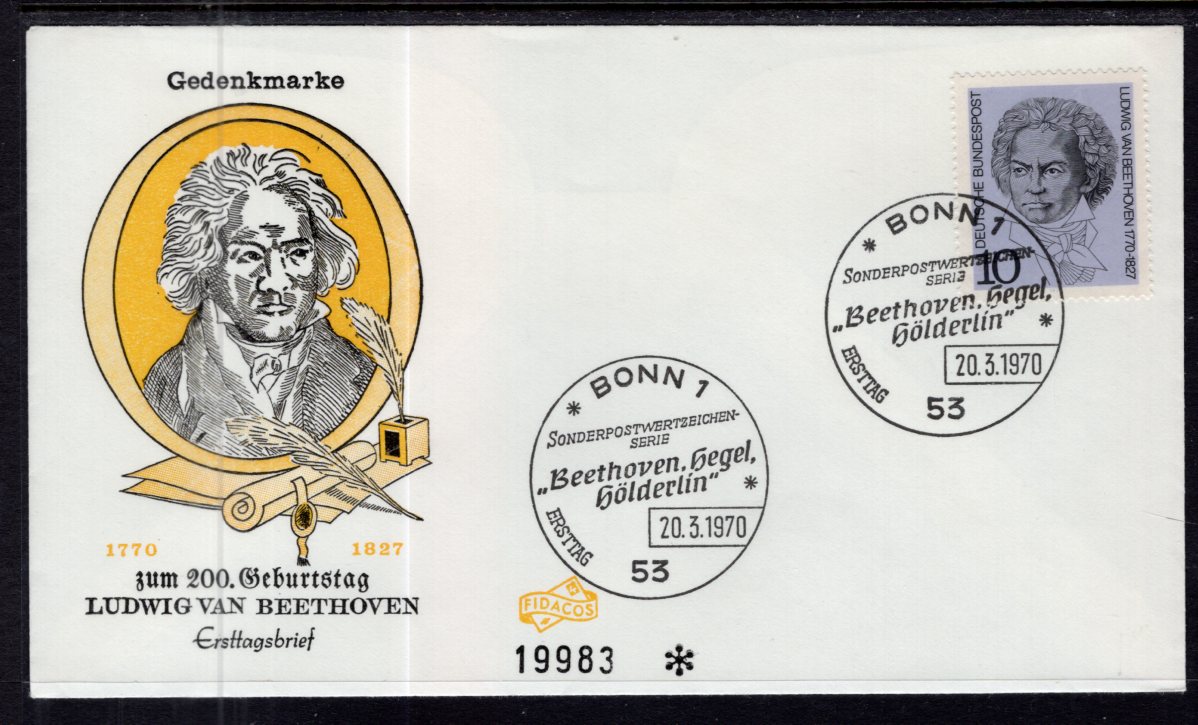 Gedenkmarke
1770 1827
zum 200. Geburtstag
LUDWIG VAN BEETHOVEN
Ersttagsbrief
DEUTSCHE BUNDESPOST
LUDWIG VAN BEETHOVEN 1770-1827
10
BONN 1
SONDERPOSTWERTZEICHEN-
SERIE
„Beethoven, Hegel,
Hölderlin“
ERSTTAG
20.3.1970
53
BONN 1
SONDERPOSTWERTZEICHEN-
SERIE
„Beethoven, Hegel,
Hölderlin“
ERSTTAG
20.3.1970
53
FIDACOS
19983 *